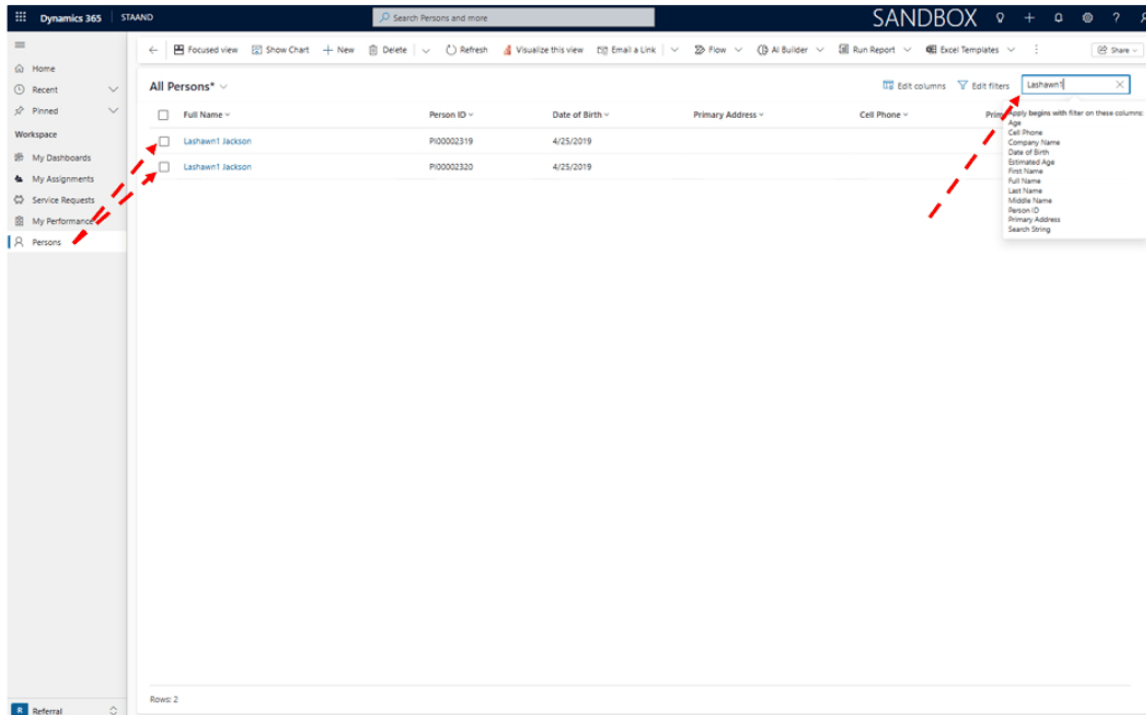 Dynamics 365 STAAND Search Persons and more SANDBOX
Focused view Show Chart New Delete Refresh Visualize this view Email a Link Flow AI Builder Run Report Excel Templates Share
Home
Recent
Pinned
Workspace
My Dashboards
My Assignments
Service Requests
My Performance
Persons
All Persons* Edit columns Edit filters Lashawn1
Full Name Person ID Date of Birth Primary Address Cell Phone
Lashawn1 Jackson PI00002319 4/25/2019
Lashawn1 Jackson PI00002320 4/25/2019
Apply begins with filter on these columns:
Age
Cell Phone
Company Name
Date of Birth
Estimated Age
First Name
Full Name
Last Name
Middle Name
Person ID
Primary Address
Search String
Rows: 2
R Referral